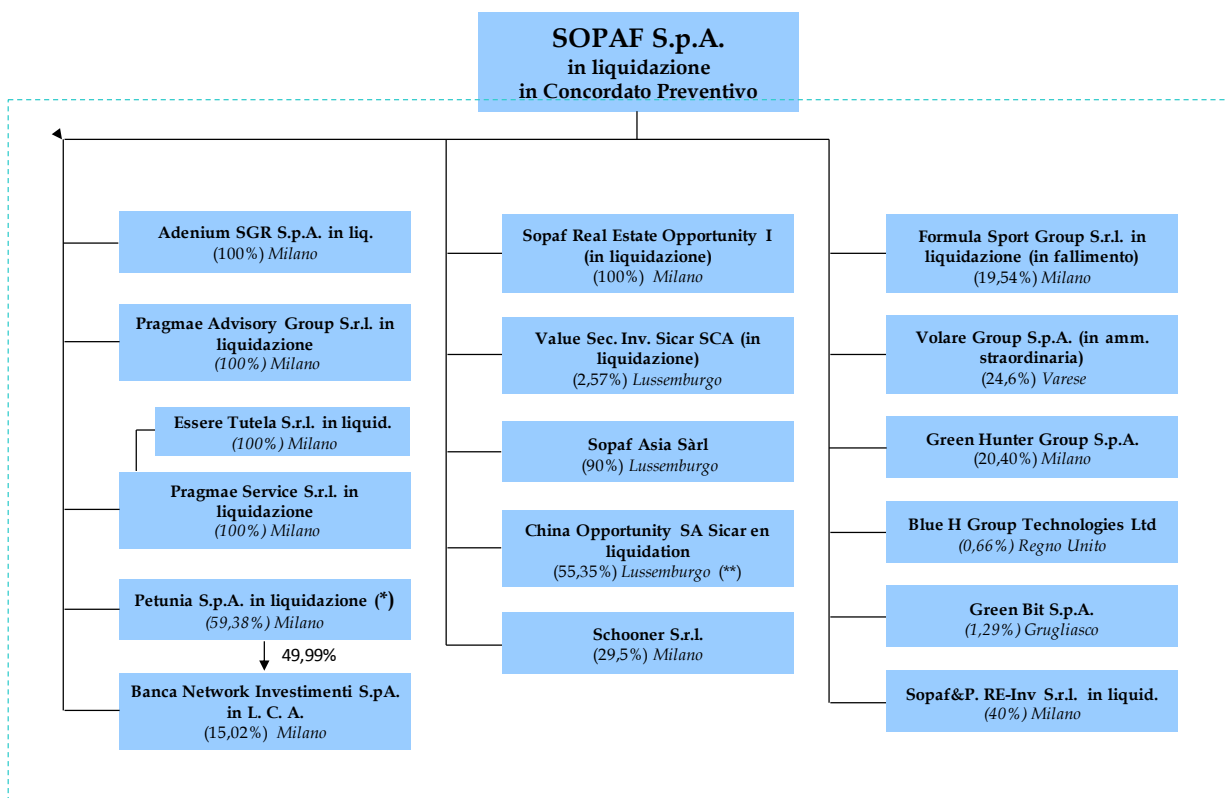 SOPAF S.p.A.
in liquidazione
in Concordato Preventivo
Adenium SGR S.p.A. in liq.
(100%) Milano
Pragmae Advisory Group S.r.l. in
liquidazione
(100%) Milano
Essere Tutela S.r.l. in liquid.
(100%) Milano
Pragmae Service S.r.l. in
liquidazione
(100%) Milano
Petunia S.p.A. in liquidazione (*)
(59,38%) Milano
49,99%
Banca Network Investimenti S.pA.
in L. C. A.
(15,02%) Milano
Sopaf Real Estate Opportunity I
(in liquidazione)
(100%) Milano
Value Sec. Inv. Sicar SCA (in
liquidazione)
(2,57%) Lussemburgo
Sopaf Asia Sàrl
(90%) Lussemburgo
China Opportunity SA Sicar en
liquidation
(55,35%) Lussemburgo (**)
Schooner S.r.l.
(29,5%) Milano
Formula Sport Group S.r.l. in
liquidazione (in fallimento)
(19,54%) Milano
Volare Group S.p.A. (in amm.
straordinaria)
(24,6%) Varese
Green Hunter Group S.p.A.
(20,40%) Milano
Blue H Group Technologies Ltd
(0,66%) Regno Unito
Green Bit S.p.A.
(1,29%) Grugliasco
Sopaf&P. RE-Inv S.r.l. in liquid.
(40%) Milano